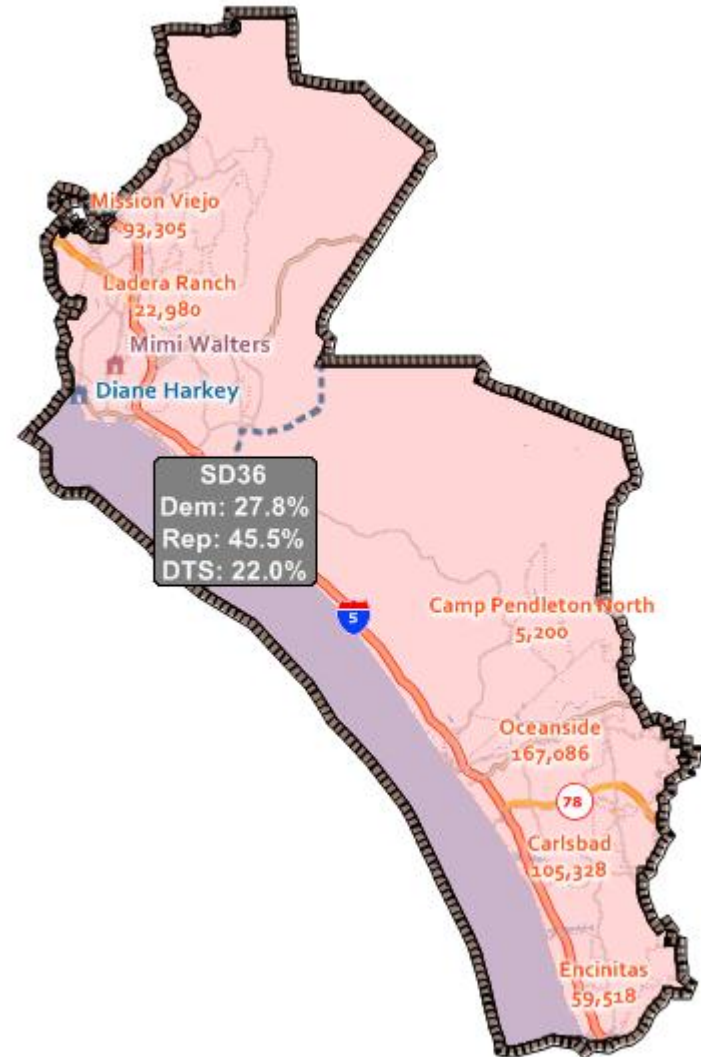 Mission Viejo
93,305
Ladera Ranch
22,980
Mimi Walters
Diane Harkey
SD36
Dem: 27.8%
Rep: 45.5%
DTS: 22.0%
5
Camp Pendleton North
5,200
Oceanside
167,086
78
Carlsbad
105,328
Encinitas
59,518